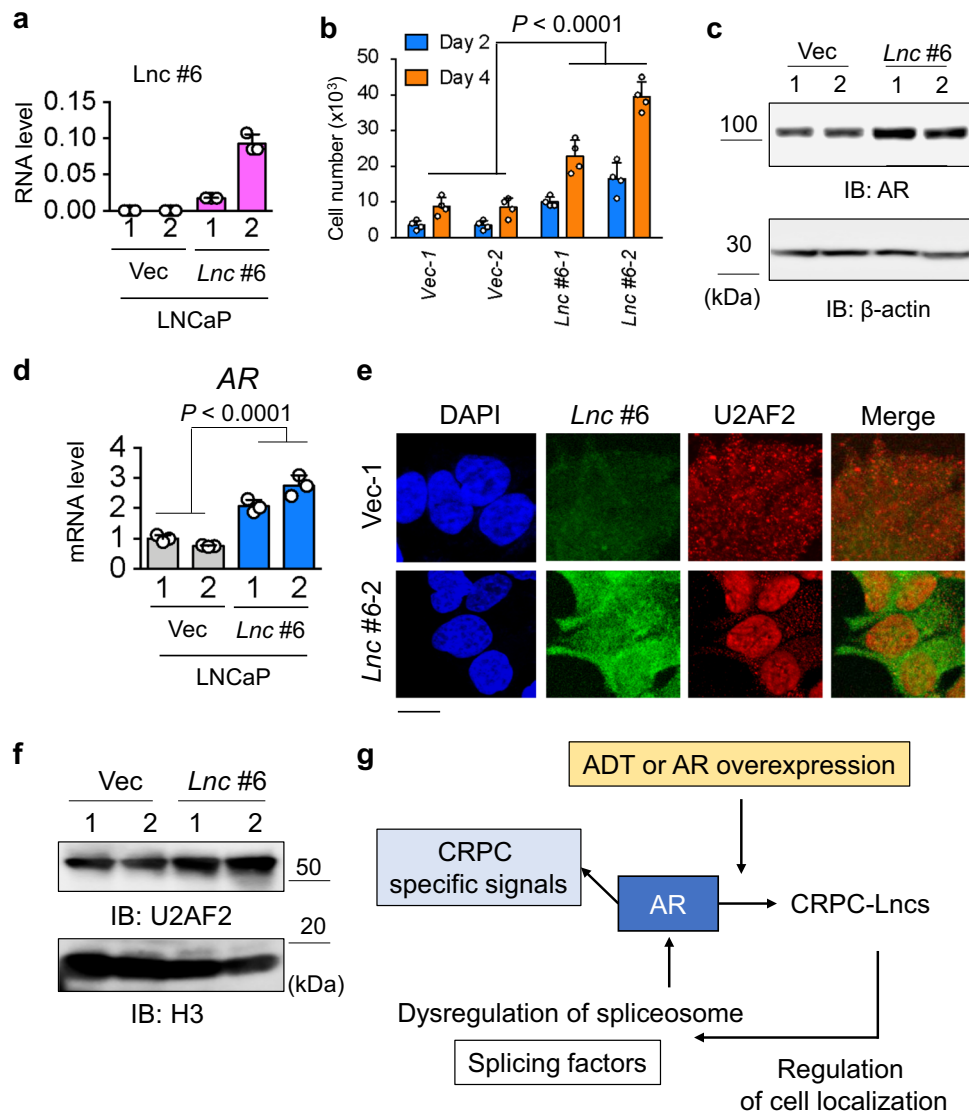 a
Lnc #6
RNA level
0.15
0.10
0.05
0.00
1 2 1 2
Vec Lnc #6
LNCaP
b
Day 2
Day 4
P < 0.0001
Cell number (x10³)
50
40
30
20
10
0
Vec-1
Vec-2
Lnc #6-1
Lnc #6-2
c
Vec Lnc #6
1 2 1 2
100
IB: AR
30
(kDa)
IB: β-actin
d
AR
P < 0.0001
mRNA level
4
3
2
1
0
1 2 1 2
Vec Lnc #6
LNCaP
e
DAPI Lnc #6 U2AF2 Merge
Vec-1
Lnc #6-2
f
Vec Lnc #6
1 2 1 2
50
IB: U2AF2
20
(kDa)
IB: H3
g
ADT or AR overexpression
CRPC
specific signals
AR
CRPC-Lncs
Dysregulation of spliceosome
Splicing factors
Regulation
of cell localization